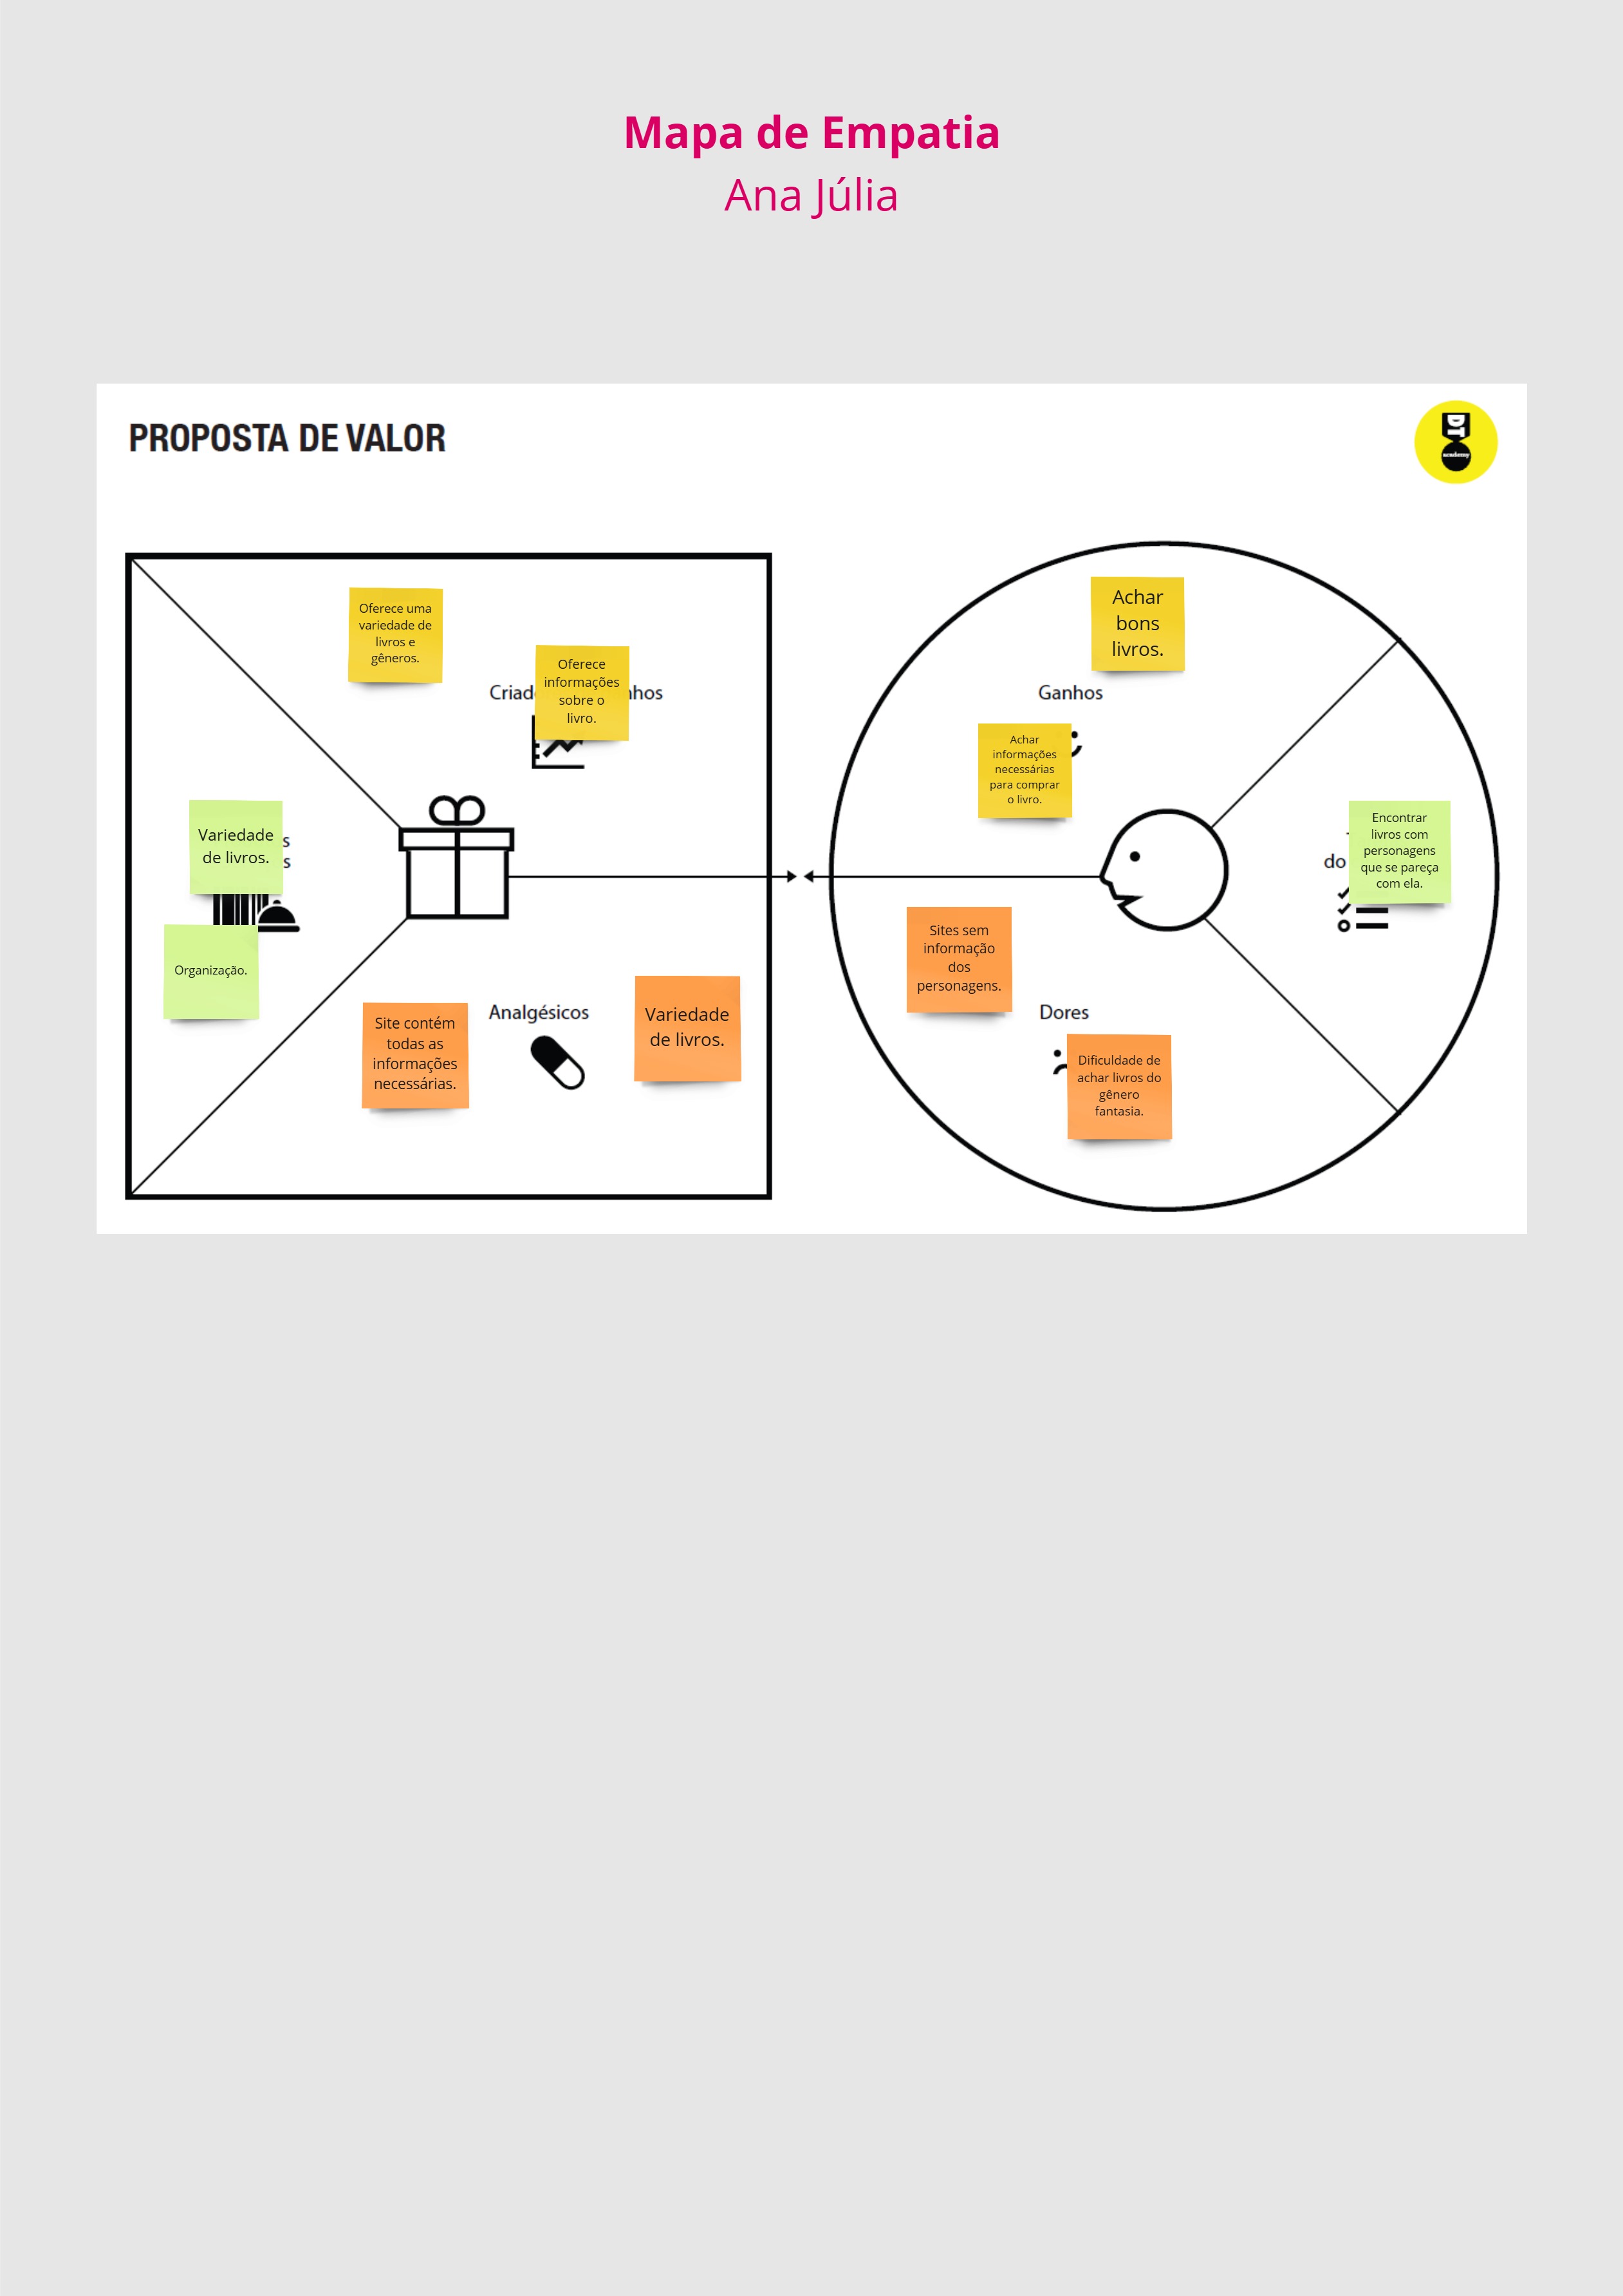 Mapa de Empatia
Ana Júlia
PROPOSTA DE VALOR
DT
academy
Oferece uma
variedade de
livros e
gêneros.
Oferece
informações
sobre o
livro.
Variedade
de livros.
Organização.
Analgésicos
Site contém
todas as
informações
necessárias.
Variedade
de livros.
Achar
bons
livros.
Ganhos
Achar
informações
necessárias
para comprar
o livro.
Encontrar
livros com
personagens
que se pareça
com ela.
do
Sites sem
informação
dos
personagens.
Dores
Dificuldade de
achar livros do
gênero
fantasia.